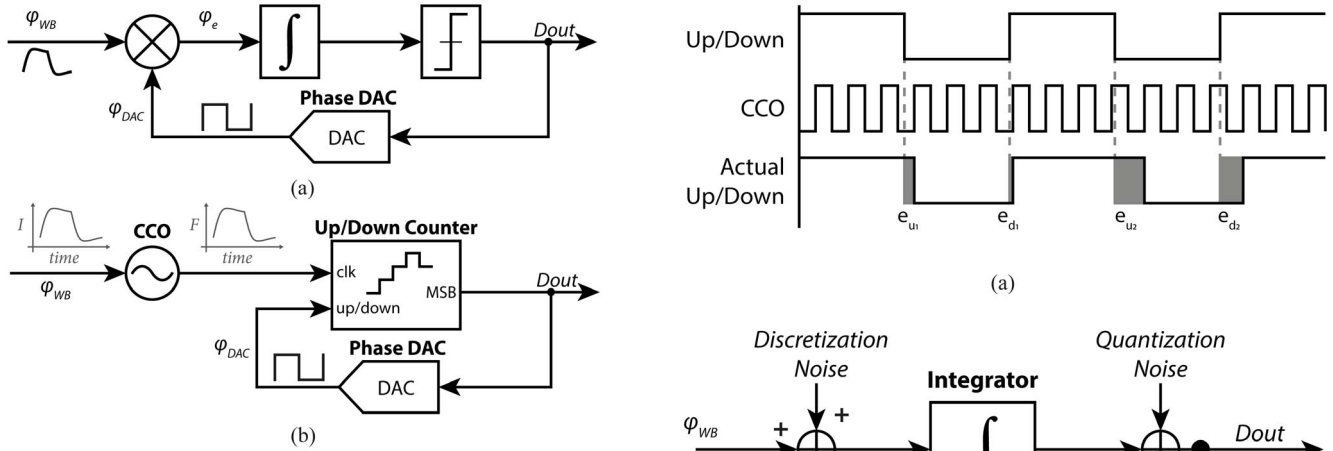 φWB
φe
Dout
φDAC
Phase DAC
DAC
(a)
I
time
CCO
F
time
Up/Down Counter
φWB
clk
up/down
MSB
Dout
φDAC
Phase DAC
DAC
(b)
Up/Down
CCO
Actual
Up/Down
eu1
ed1
eu2
ed2
(a)
Discretization
Noise
Quantization
Noise
Integrator
φWB
+
+
∫
Dout